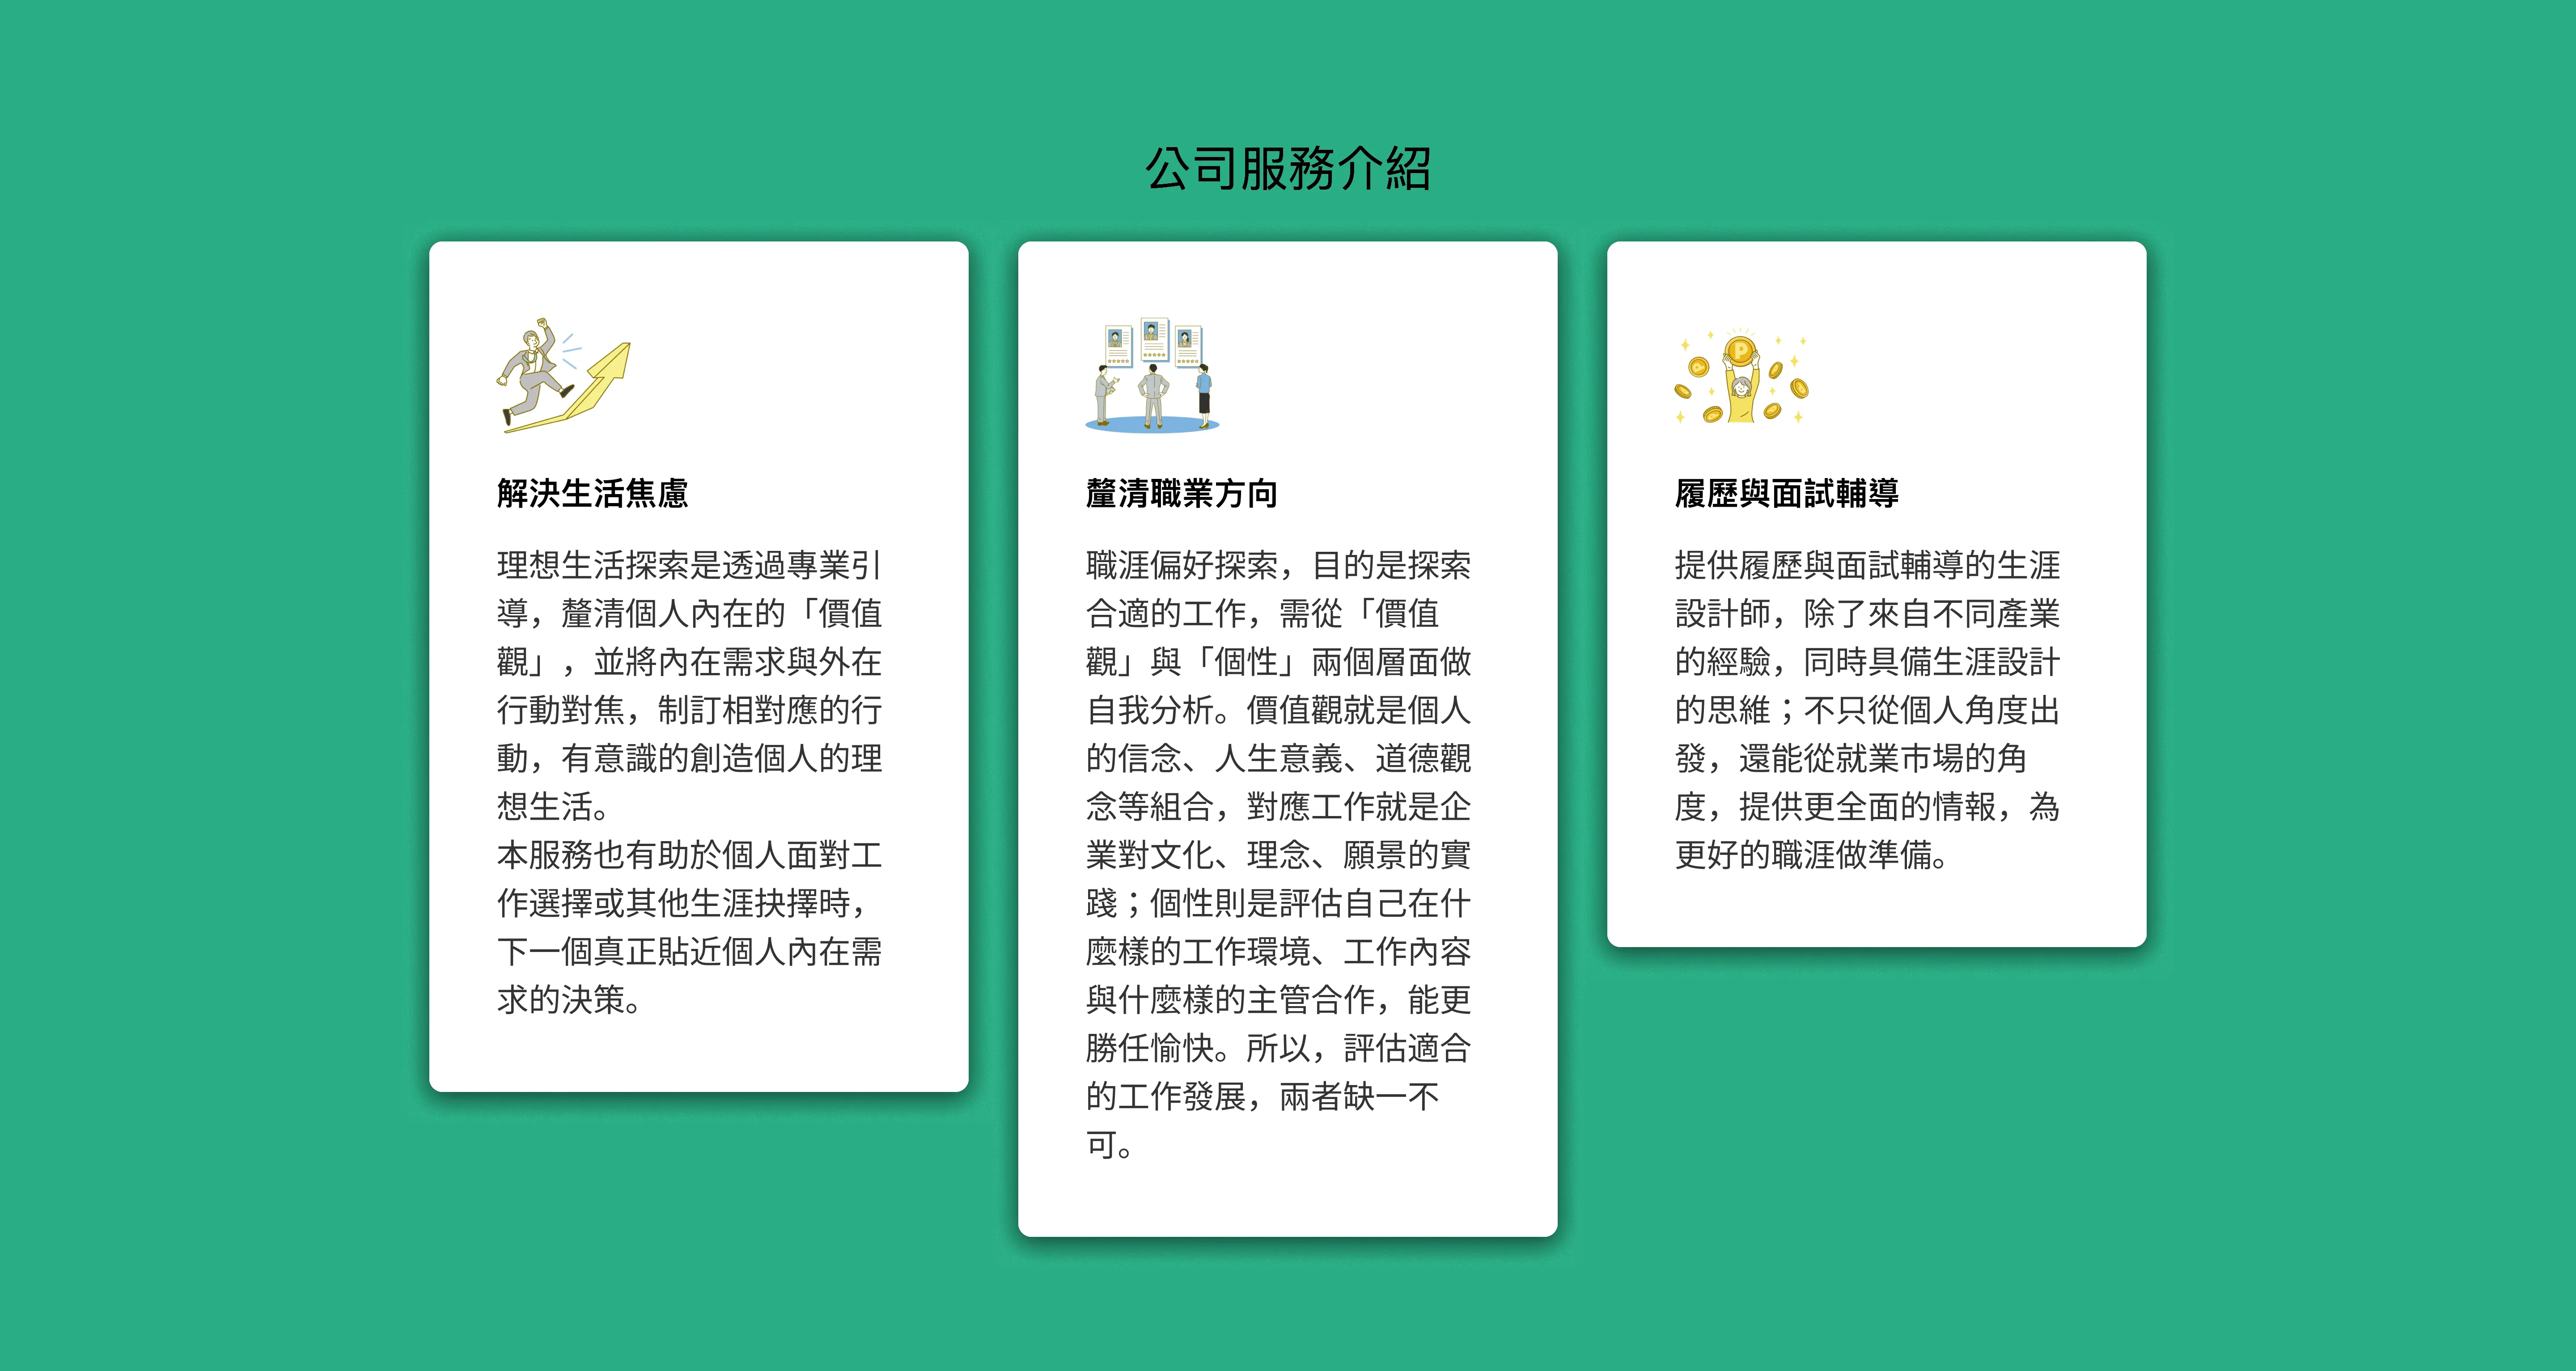 公司服務介紹
解決生活焦慮
理想生活探索是透過專業引
導，釐清個人內在的「價值
觀」，並將內在需求與外在
行動對焦，制訂相對應的行
動，有意識的創造個人的理
想生活。
本服務也有助於個人面對工
作選擇或其他生涯抉擇時，
下一個真正貼近個人內在需
求的決策。
釐清職業方向
職涯偏好探索，目的是探索
合適的工作，需從「價值
觀」與「個性」兩個層面做
自我分析。價值觀就是個人
的信念、人生意義、道德觀
念等組合，對應工作就是企
業對文化、理念、願景的實
踐；個性則是評估自己在什
麼樣的工作環境、工作內容
與什麼樣的主管合作，能更
勝任愉快。所以，評估適合
的工作發展，兩者缺一不
可。
P
履歷與面試輔導
提供履歷與面試輔導的生涯
設計師，除了來自不同產業
的經驗，同時具備生涯設計
的思維；不只從個人角度出
發，還能從就業市場的角
度，提供更全面的情報，為
更好的職涯做準備。